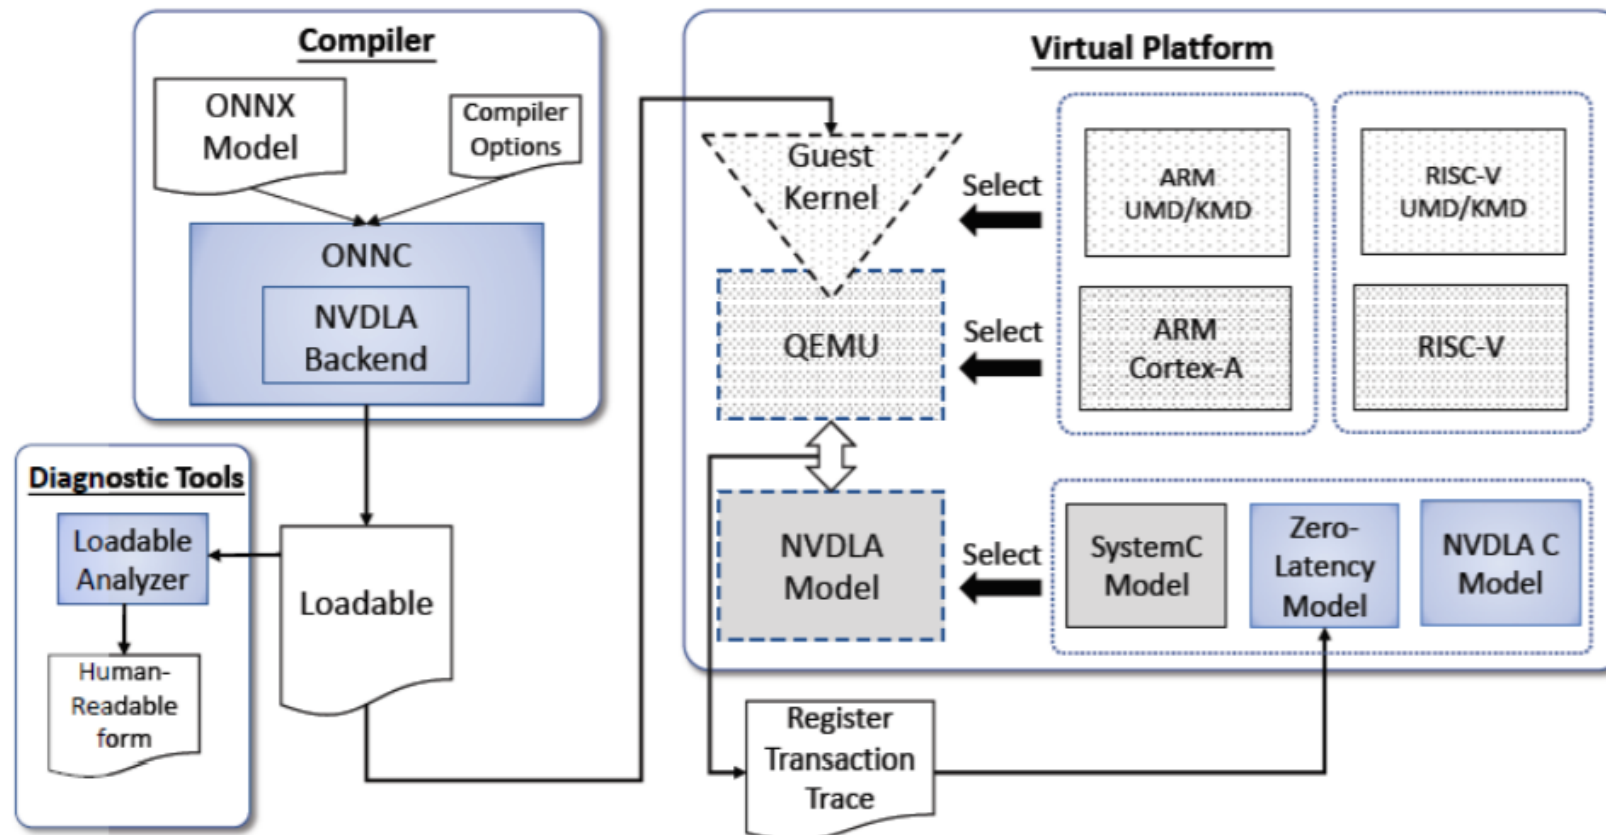 Compiler
ONNX
Model
Compiler
Options
ONNC
NVDLA
Backend
Diagnostic Tools
Loadable
Analyzer
Human-
Readable
form
Loadable
Virtual Platform
Guest
Kernel
Select
ARM
UMD/KMD
RISC-V
UMD/KMD
QEMU
Select
ARM
Cortex-A
RISC-V
NVDLA
Model
Select
SystemC
Model
Zero-
Latency
Model
NVDLA C
Model
Register
Transaction
Trace